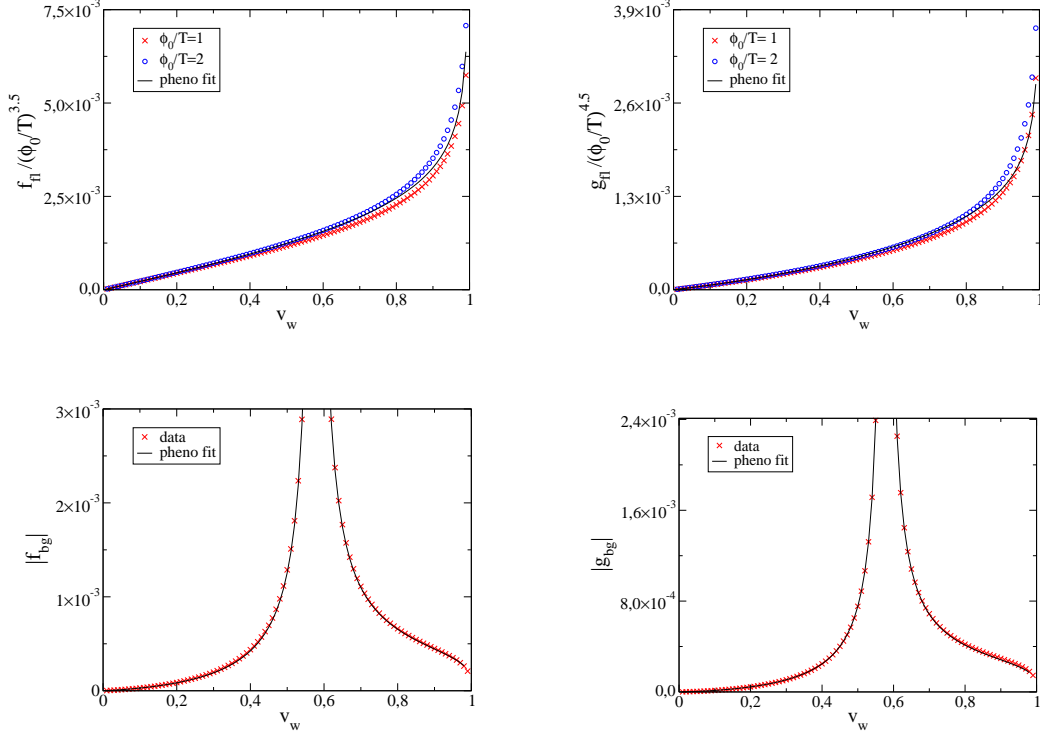 7,5×10⁻³
5,0×10⁻³
2,5×10⁻³
0,0
f_fl/(ϕ₀/T)^3.5
ϕ₀/T=1
ϕ₀/T=2
pheno fit
0 0,2 0,4 0,6 0,8 1
v_w
3,9×10⁻³
2,6×10⁻³
1,3×10⁻³
0,0
g_fl/(ϕ₀/T)^4.5
ϕ₀/T= 1
ϕ₀/T= 2
pheno fit
0 0,2 0,4 0,6 0,8 1
v_w
3×10⁻³
2×10⁻³
1×10⁻³
0
|f_bg|
data
pheno fit
0 0,2 0,4 0,6 0,8 1
v_w
2,4×10⁻³
1,6×10⁻³
8,0×10⁻⁴
0,0
|g_bg|
data
pheno fit
0 0,2 0,4 0,6 0,8 1
v_w